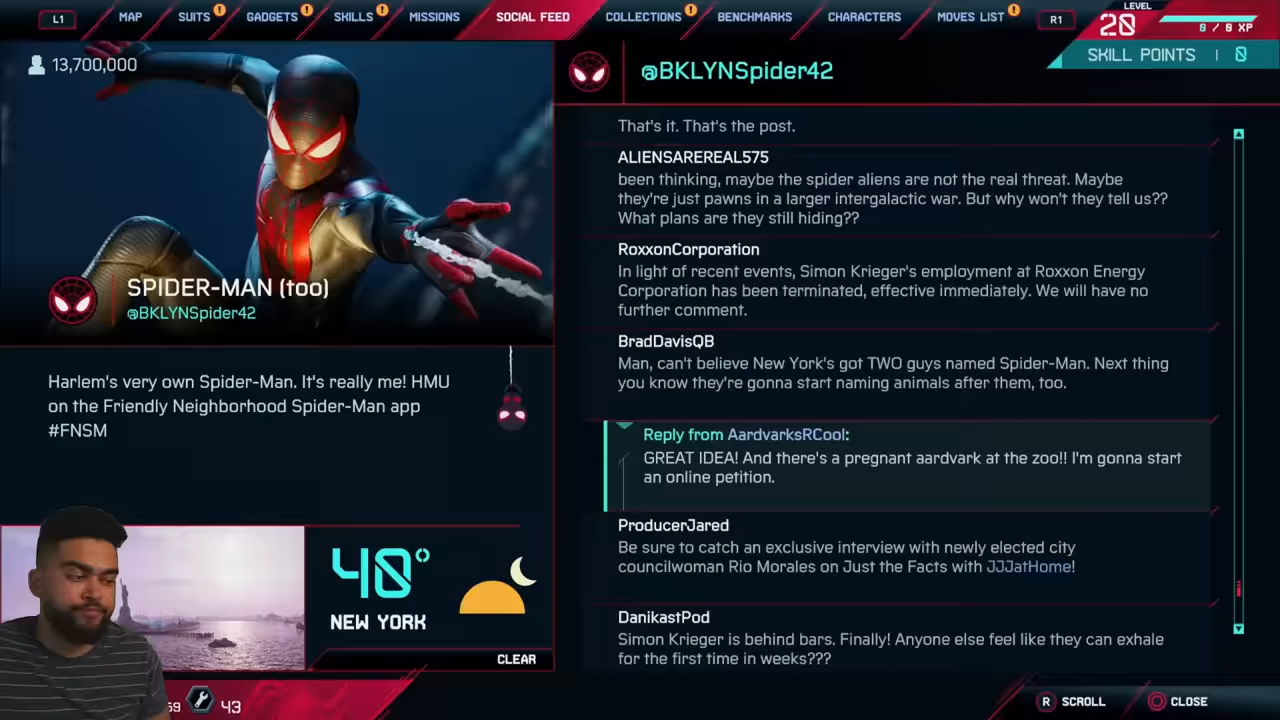 L1 MAP SUITS ! GADGETS ! SKILLS ! MISSIONS SOCIAL FEED COLLECTIONS ! BENCHMARKS CHARACTERS MOVES LIST ! R1 LEVEL 20 0 / 0 XP
SKILL POINTS | 0
13,700,000
SPIDER-MAN (too)
@BKLYNSpider42
Harlem's very own Spider-Man. It's really me! HMU
on the Friendly Neighborhood Spider-Man app
#FNSM
40°
NEW YORK
CLEAR
59 43
@BKLYNSpider42
That's it. That's the post.
ALIENSAREREAL575
been thinking, maybe the spider aliens are not the real threat. Maybe
they're just pawns in a larger intergalactic war. But why won't they tell us??
What plans are they still hiding??
RoxxonCorporation
In light of recent events, Simon Krieger's employment at Roxxon Energy
Corporation has been terminated, effective immediately. We will have no
further comment.
BradDavisQB
Man, can't believe New York's got TWO guys named Spider-Man. Next thing
you know they're gonna start naming animals after them, too.
Reply from AardvarksRCool:
GREAT IDEA! And there's a pregnant aardvark at the zoo!! I'm gonna start
an online petition.
ProducerJared
Be sure to catch an exclusive interview with newly elected city
councilwoman Rio Morales on Just the Facts with JJJatHome!
DanikastPod
Simon Krieger is behind bars. Finally! Anyone else feel like they can exhale
for the first time in weeks???
R SCROLL CLOSE